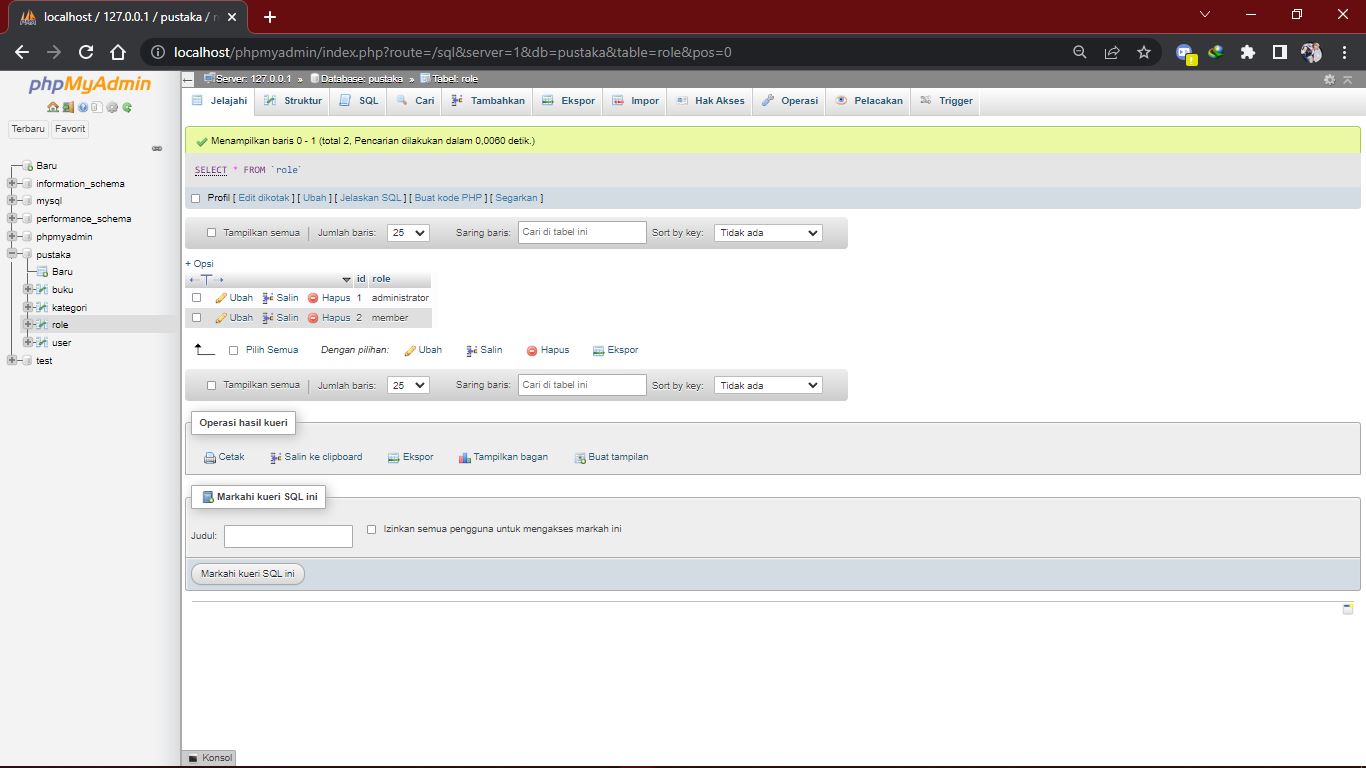 localhost / 127.0.0.1 / pustaka /
localhost/phpmyadmin/index.php?route=/sql&server=1&db=pustaka&table=role&pos=0
phpMyAdmin
Terbaru Favorit
Baru
information_schema
mysql
performance_schema
phpmyadmin
pustaka
Baru
buku
kategori
role
user
test
Server: 127.0.0.1 » Database: pustaka » Tabel: role
Jelajahi Struktur SQL Cari Tambahkan Ekspor Impor Hak Akses Operasi Pelacakan Trigger
Menampilkan baris 0 - 1 (total 2, Pencarian dilakukan dalam 0,0060 detik.)
SELECT * FROM `role`
Profil [ Edit dikotak ] [ Ubah ] [ Jelaskan SQL ] [ Buat kode PHP ] [ Segarkan ]
Tampilkan semua | Jumlah baris: 25 Saring baris: Cari di tabel ini Sort by key: Tidak ada
+ Opsi
id role
Ubah Salin Hapus 1 administrator
Ubah Salin Hapus 2 member
Pilih Semua Dengan pilihan: Ubah Salin Hapus Ekspor
Tampilkan semua | Jumlah baris: 25 Saring baris: Cari di tabel ini Sort by key: Tidak ada
Operasi hasil kueri
Cetak Salin ke clipboard Ekspor Tampilkan bagan Buat tampilan
Markahi kueri SQL ini
Judul: Izinkan semua pengguna untuk mengakses markah ini
Markahi kueri SQL ini
Konsol